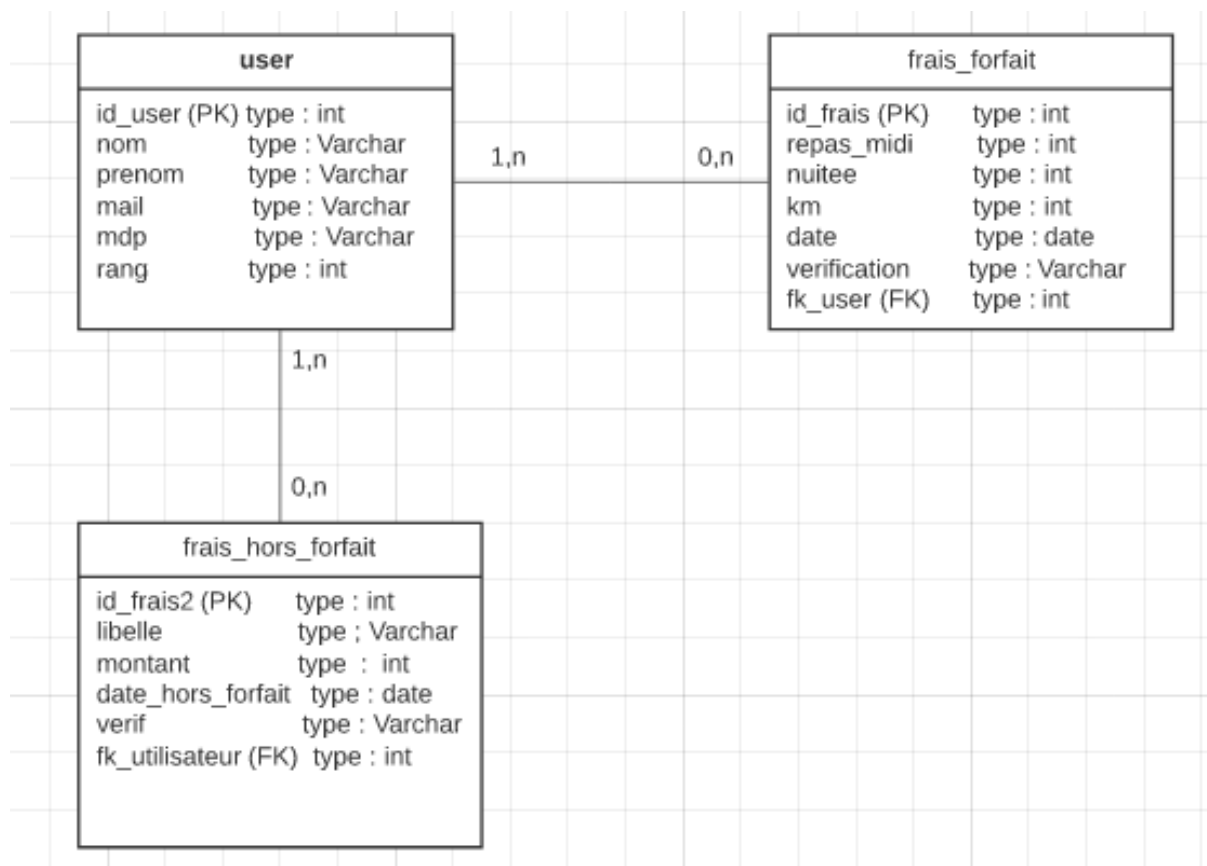 user
id_user (PK) type : int
nom type : Varchar
prenom type : Varchar
mail type : Varchar
mdp type : Varchar
rang type : int
1,n 0,n
frais_forfait
id_frais (PK) type : int
repas_midi type : int
nuitee type : int
km type : int
date type : date
verification type : Varchar
fk_user (FK) type : int
1,n
0,n
frais_hors_forfait
id_frais2 (PK) type : int
libelle type ; Varchar
montant type : int
date_hors_forfait type : date
verif type : Varchar
fk_utilisateur (FK) type : int